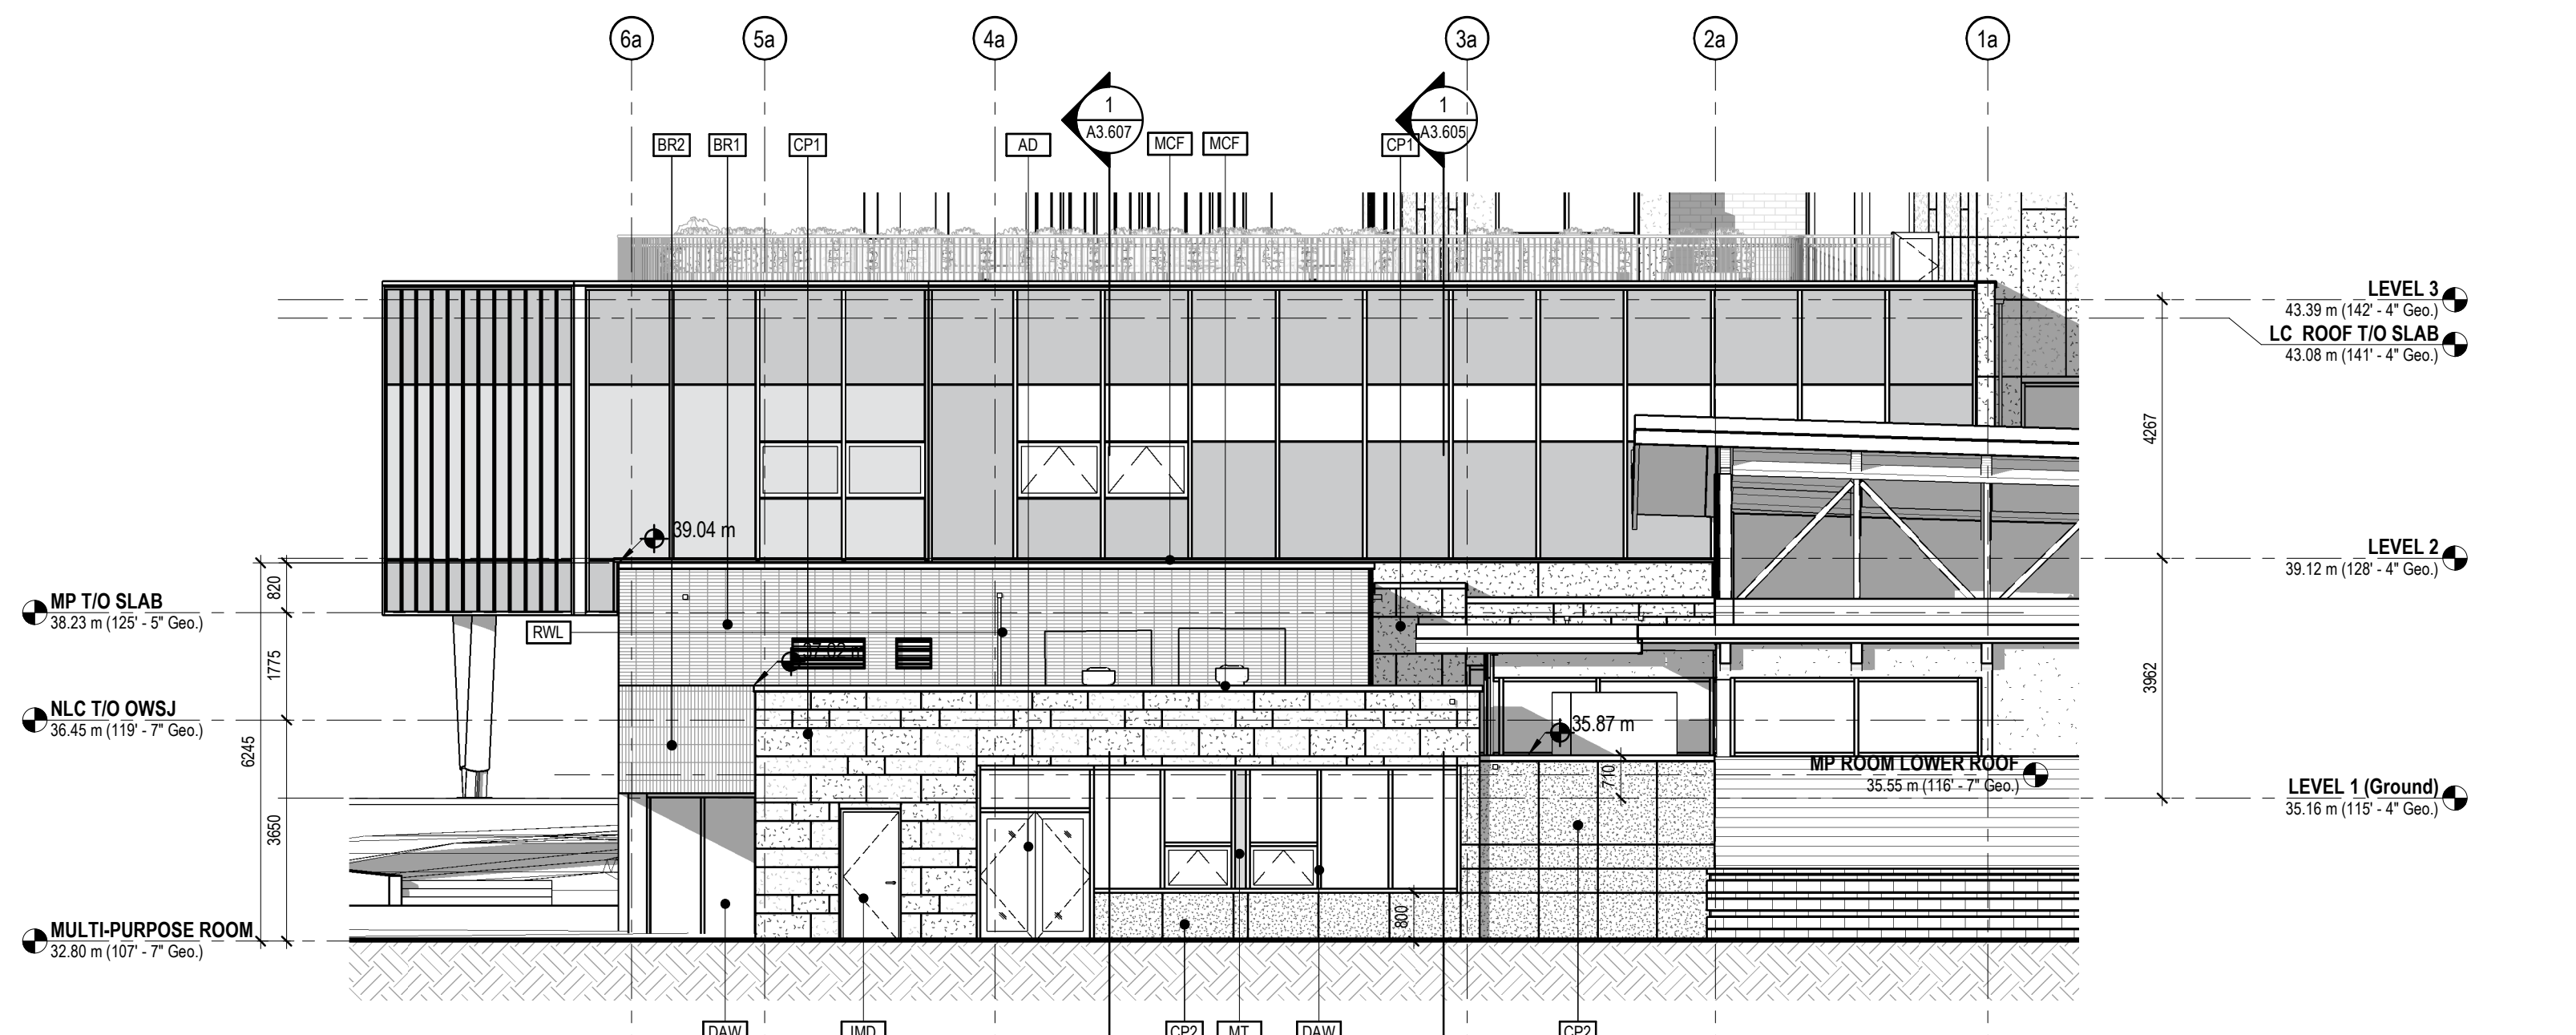 6a
5a
4a
3a
2a
1a
1
A3.607
1
A3.605
BR2
BR1
CP1
AD
MCF
MCF
CP1
LEVEL 3
43.39 m (142' - 4" Geo.)
LC ROOF T/O SLAB
43.08 m (141' - 4" Geo.)
4267
39.04 m
LEVEL 2
39.12 m (128' - 4" Geo.)
820
MP T/O SLAB
38.23 m (125' - 5" Geo.)
RWL
1775
3962
NLC T/O OWSJ
36.45 m (119' - 7" Geo.)
35.87 m
6245
710
MP ROOM LOWER ROOF
35.55 m (116' - 7" Geo.)
LEVEL 1 (Ground)
35.16 m (115' - 4" Geo.)
3650
800
MULTI-PURPOSE ROOM
32.80 m (107' - 7" Geo.)
DAW
CP2
MT
DAW
CP2